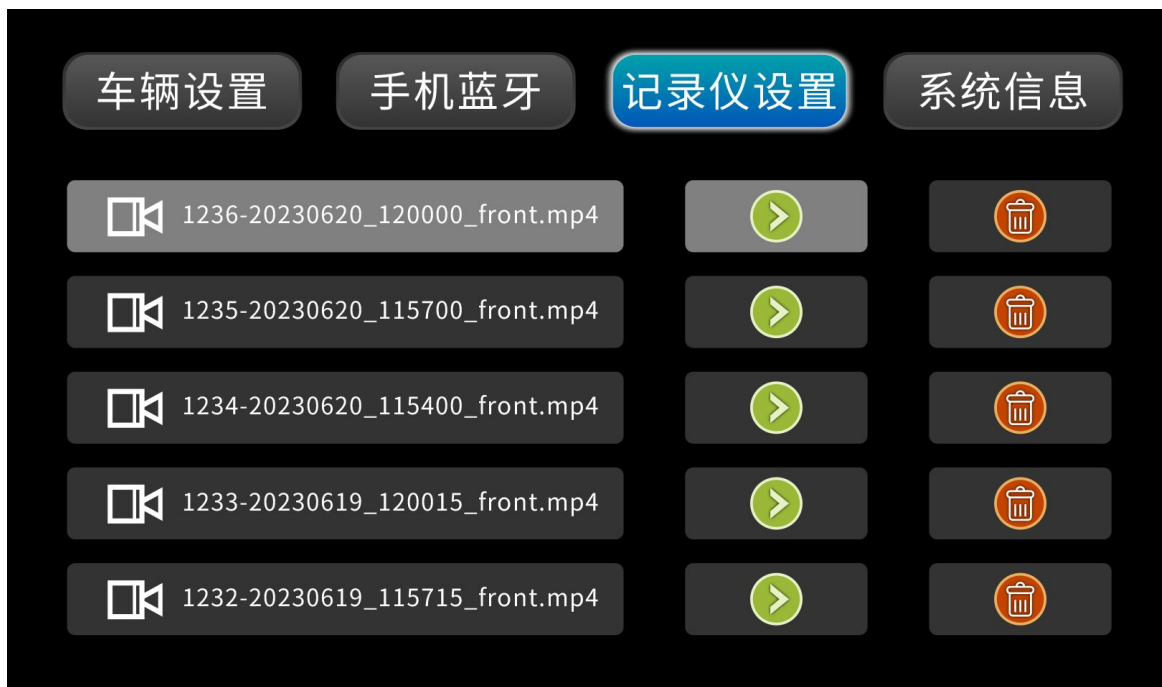 车辆设置 手机蓝牙 记录仪设置 系统信息
1236-20230620_120000_front.mp4
1235-20230620_115700_front.mp4
1234-20230620_115400_front.mp4
1233-20230619_120015_front.mp4
1232-20230619_115715_front.mp4